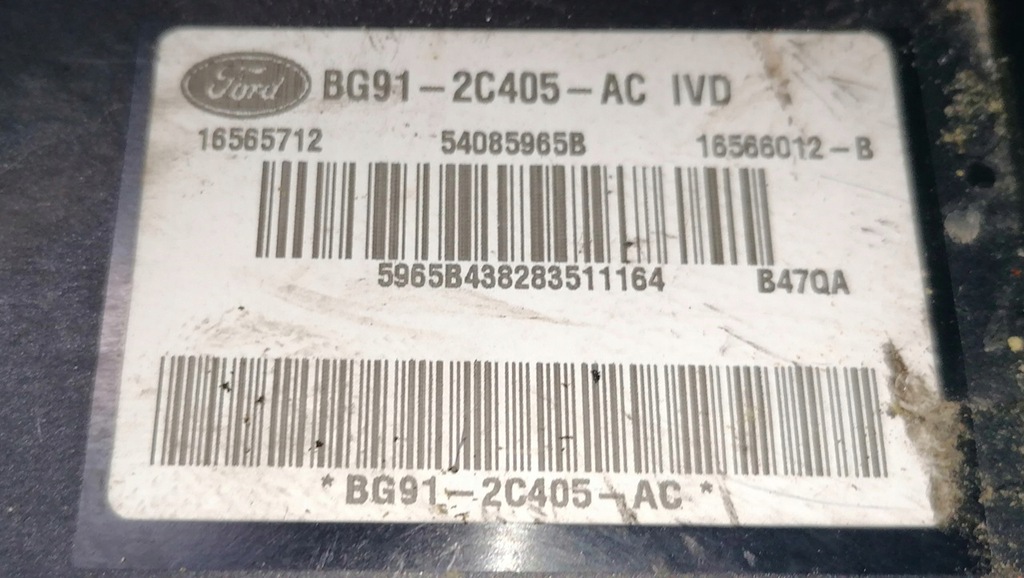 Ford BG91-2C405-AC IVD
16565712 54085965B 16566012-B
5965B438283511164 B47QA
*BG91-2C405-AC*